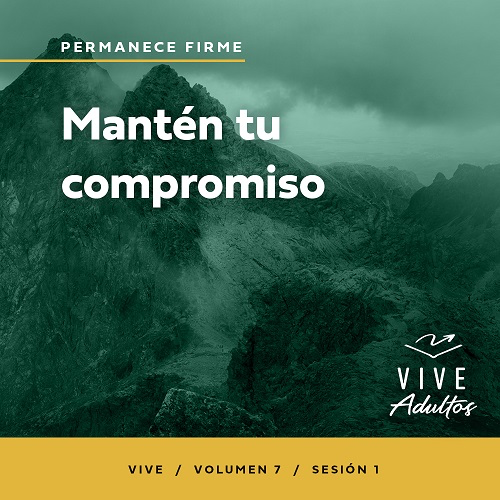 PERMANECE FIRME
Mantén tu
compromiso
VIVE
Adultos
VIVE / VOLUMEN 7 / SESIÓN 1